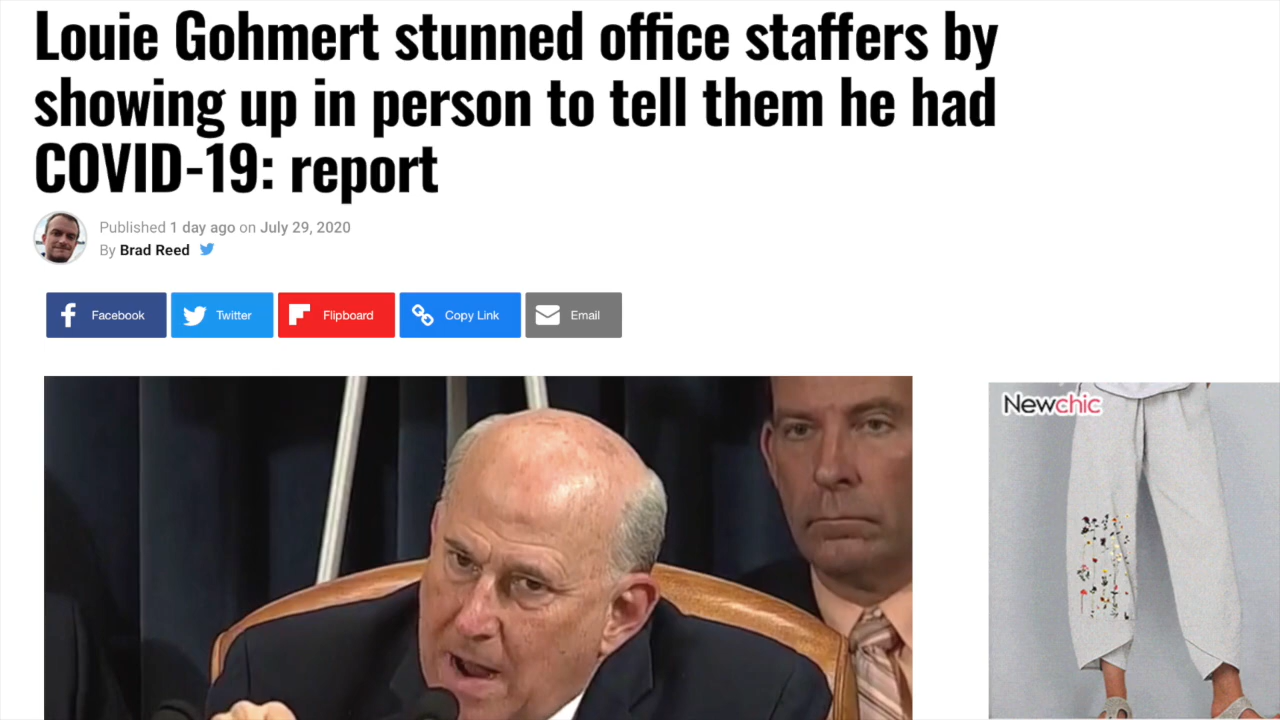 Louie Gohmert stunned office staffers by
showing up in person to tell them he had
COVID-19: report
Published 1 day ago on July 29, 2020
By Brad Reed
Facebook
Twitter
Flipboard
Copy Link
Email
Newchic